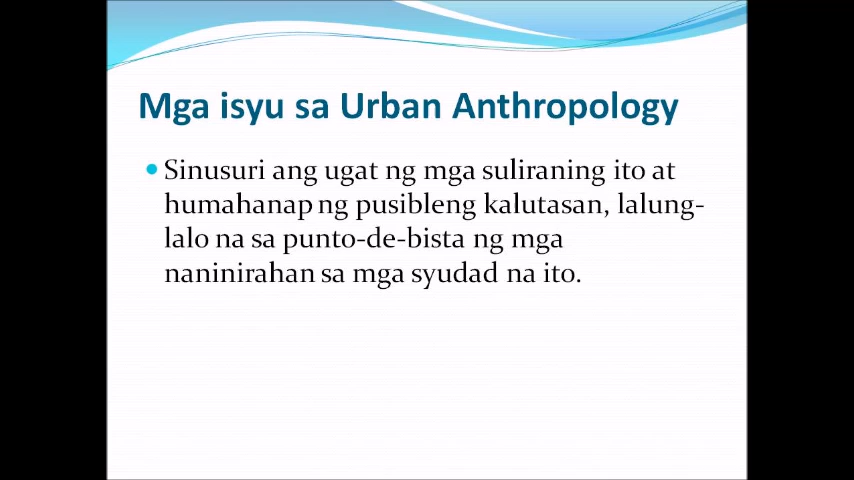 Mga isyu sa Urban Anthropology
Sinusuri ang ugat ng mga suliraning ito at
humahanap ng pusibleng kalutasan, lalung-
lalo na sa punto-de-bista ng mga
naninirahan sa mga syudad na ito.